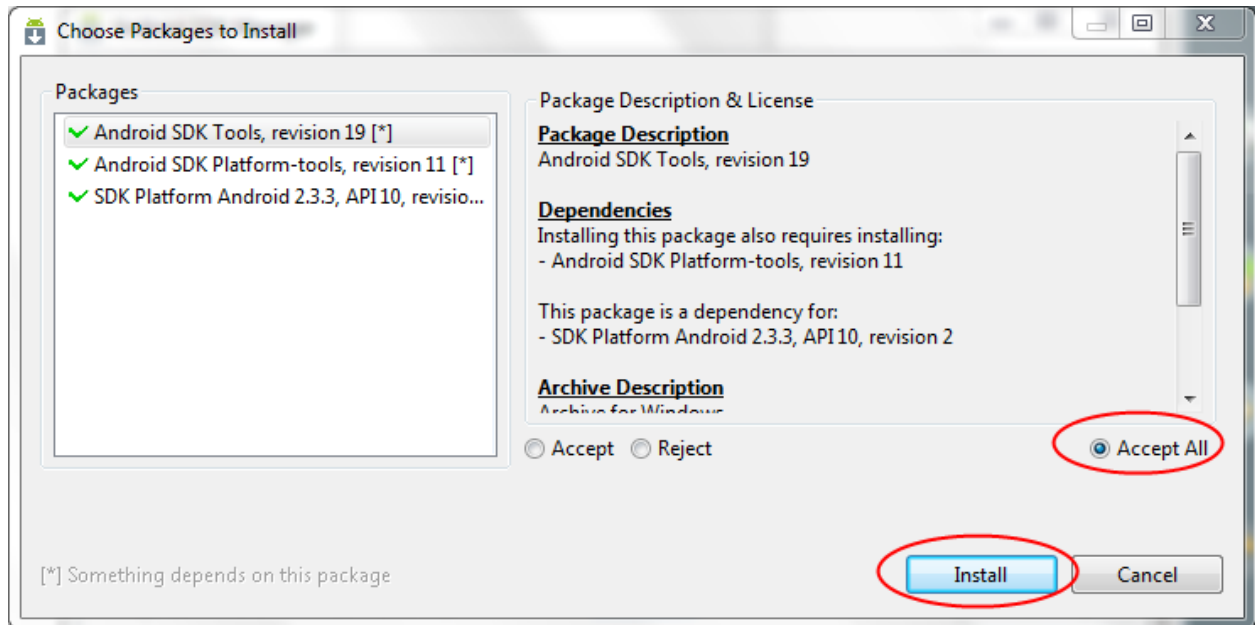 Choose Packages to Install
Packages
Android SDK Tools, revision 19 [*]
Android SDK Platform-tools, revision 11 [*]
SDK Platform Android 2.3.3, API 10, revisio...
Package Description & License
Package Description
Android SDK Tools, revision 19
Dependencies
Installing this package also requires installing:
- Android SDK Platform-tools, revision 11
This package is a dependency for:
- SDK Platform Android 2.3.3, API 10, revision 2
Archive Description
Archive for Windows
Accept Reject Accept All
[*] Something depends on this package
Install Cancel